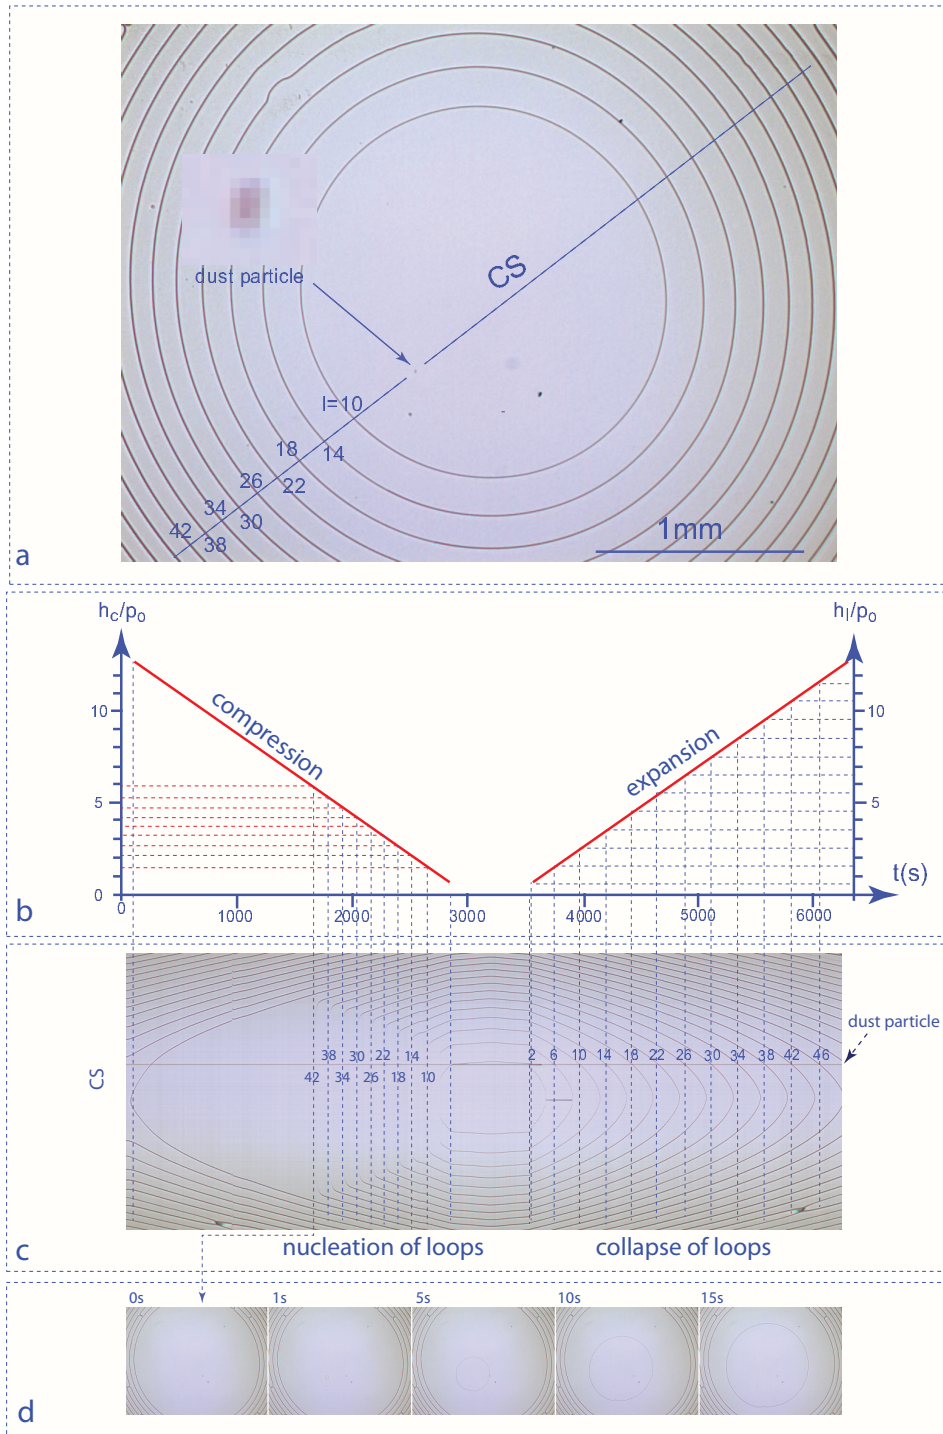 CS
dust particle
l=10
18
14
26
22
34
30
42
38
1mm
a
hc/po
hl/po
10
10
compression
expansion
5
5
t(s)
0
b
0
1000
2000
3000
4000
5000
6000
dust particle
38
30
22
14
2
6
10
14
18
22
26
30
34
38
42
46
CS
42
34
26
18
10
c
nucleation of loops
collapse of loops
0s
1s
5s
10s
15s
d